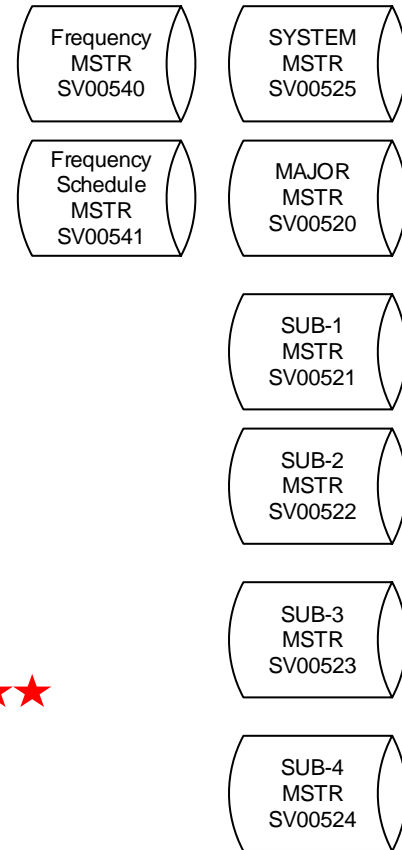 Frequency
MSTR
SV00540
SYSTEM
MSTR
SV00525
Frequency
Schedule
MSTR
SV00541
MAJOR
MSTR
SV00520
SUB-1
MSTR
SV00521
SUB-2
MSTR
SV00522
SUB-3
MSTR
SV00523
SUB-4
MSTR
SV00524